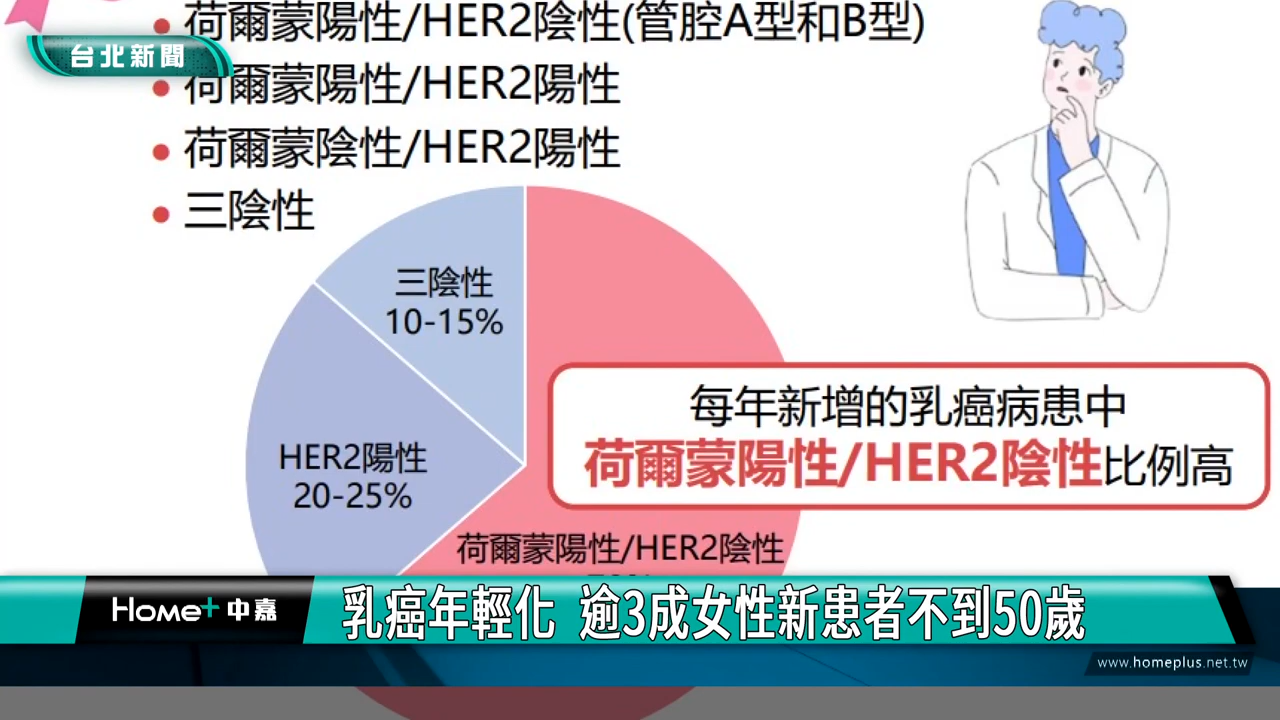 荷爾蒙陽性/HER2陰性(管腔A型和B型)
台北新聞
荷爾蒙陽性/HER2陽性
荷爾蒙陰性/HER2陽性
三陰性
三陰性
10-15%
每年新增的乳癌病患中
荷爾蒙陽性/HER2陰性比例高
HER2陽性
20-25%
荷爾蒙陽性/HER2陰性
Home+中嘉
乳癌年輕化 逾3成女性新患者不到50歲
www.homeplus.net.tw